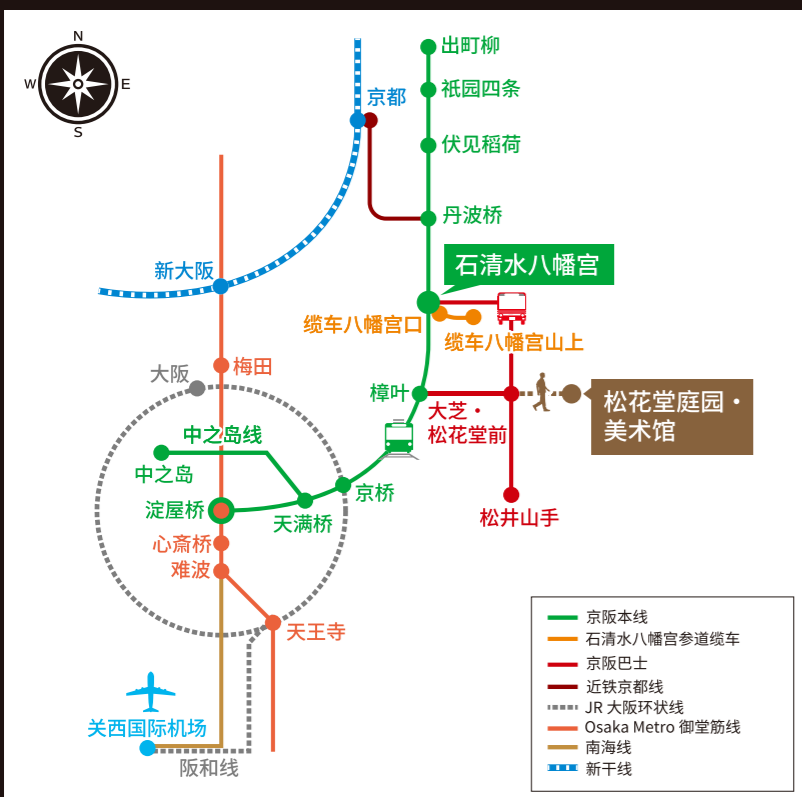 N
W
E
S
出町柳
祇园四条
京都
伏见稻荷
丹波桥
新大阪
石清水八幡宫
缆车八幡宫口
缆车八幡宫山上
梅田
大阪
樟叶
大芝・
松花堂前
松花堂庭园・
美术馆
中之岛线
中之岛
京桥
淀屋桥
天满桥
松井山手
心斋桥
难波
天王寺
关西国际机场
阪和线
京阪本线
石清水八幡宫参道缆车
京阪巴士
近铁京都线
JR 大阪环状线
Osaka Metro 御堂筋线
南海线
新干线